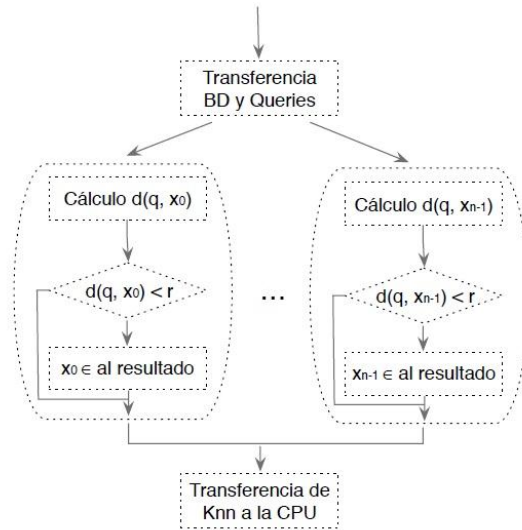 Transferencia
BD y Queries
Cálculo d(q, x0)
d(q, x0) < r
x0 ∈ al resultado
...
Cálculo d(q, xn-1)
d(q, xn-1) < r
xn-1 ∈ al resultado
Transferencia de
Knn a la CPU